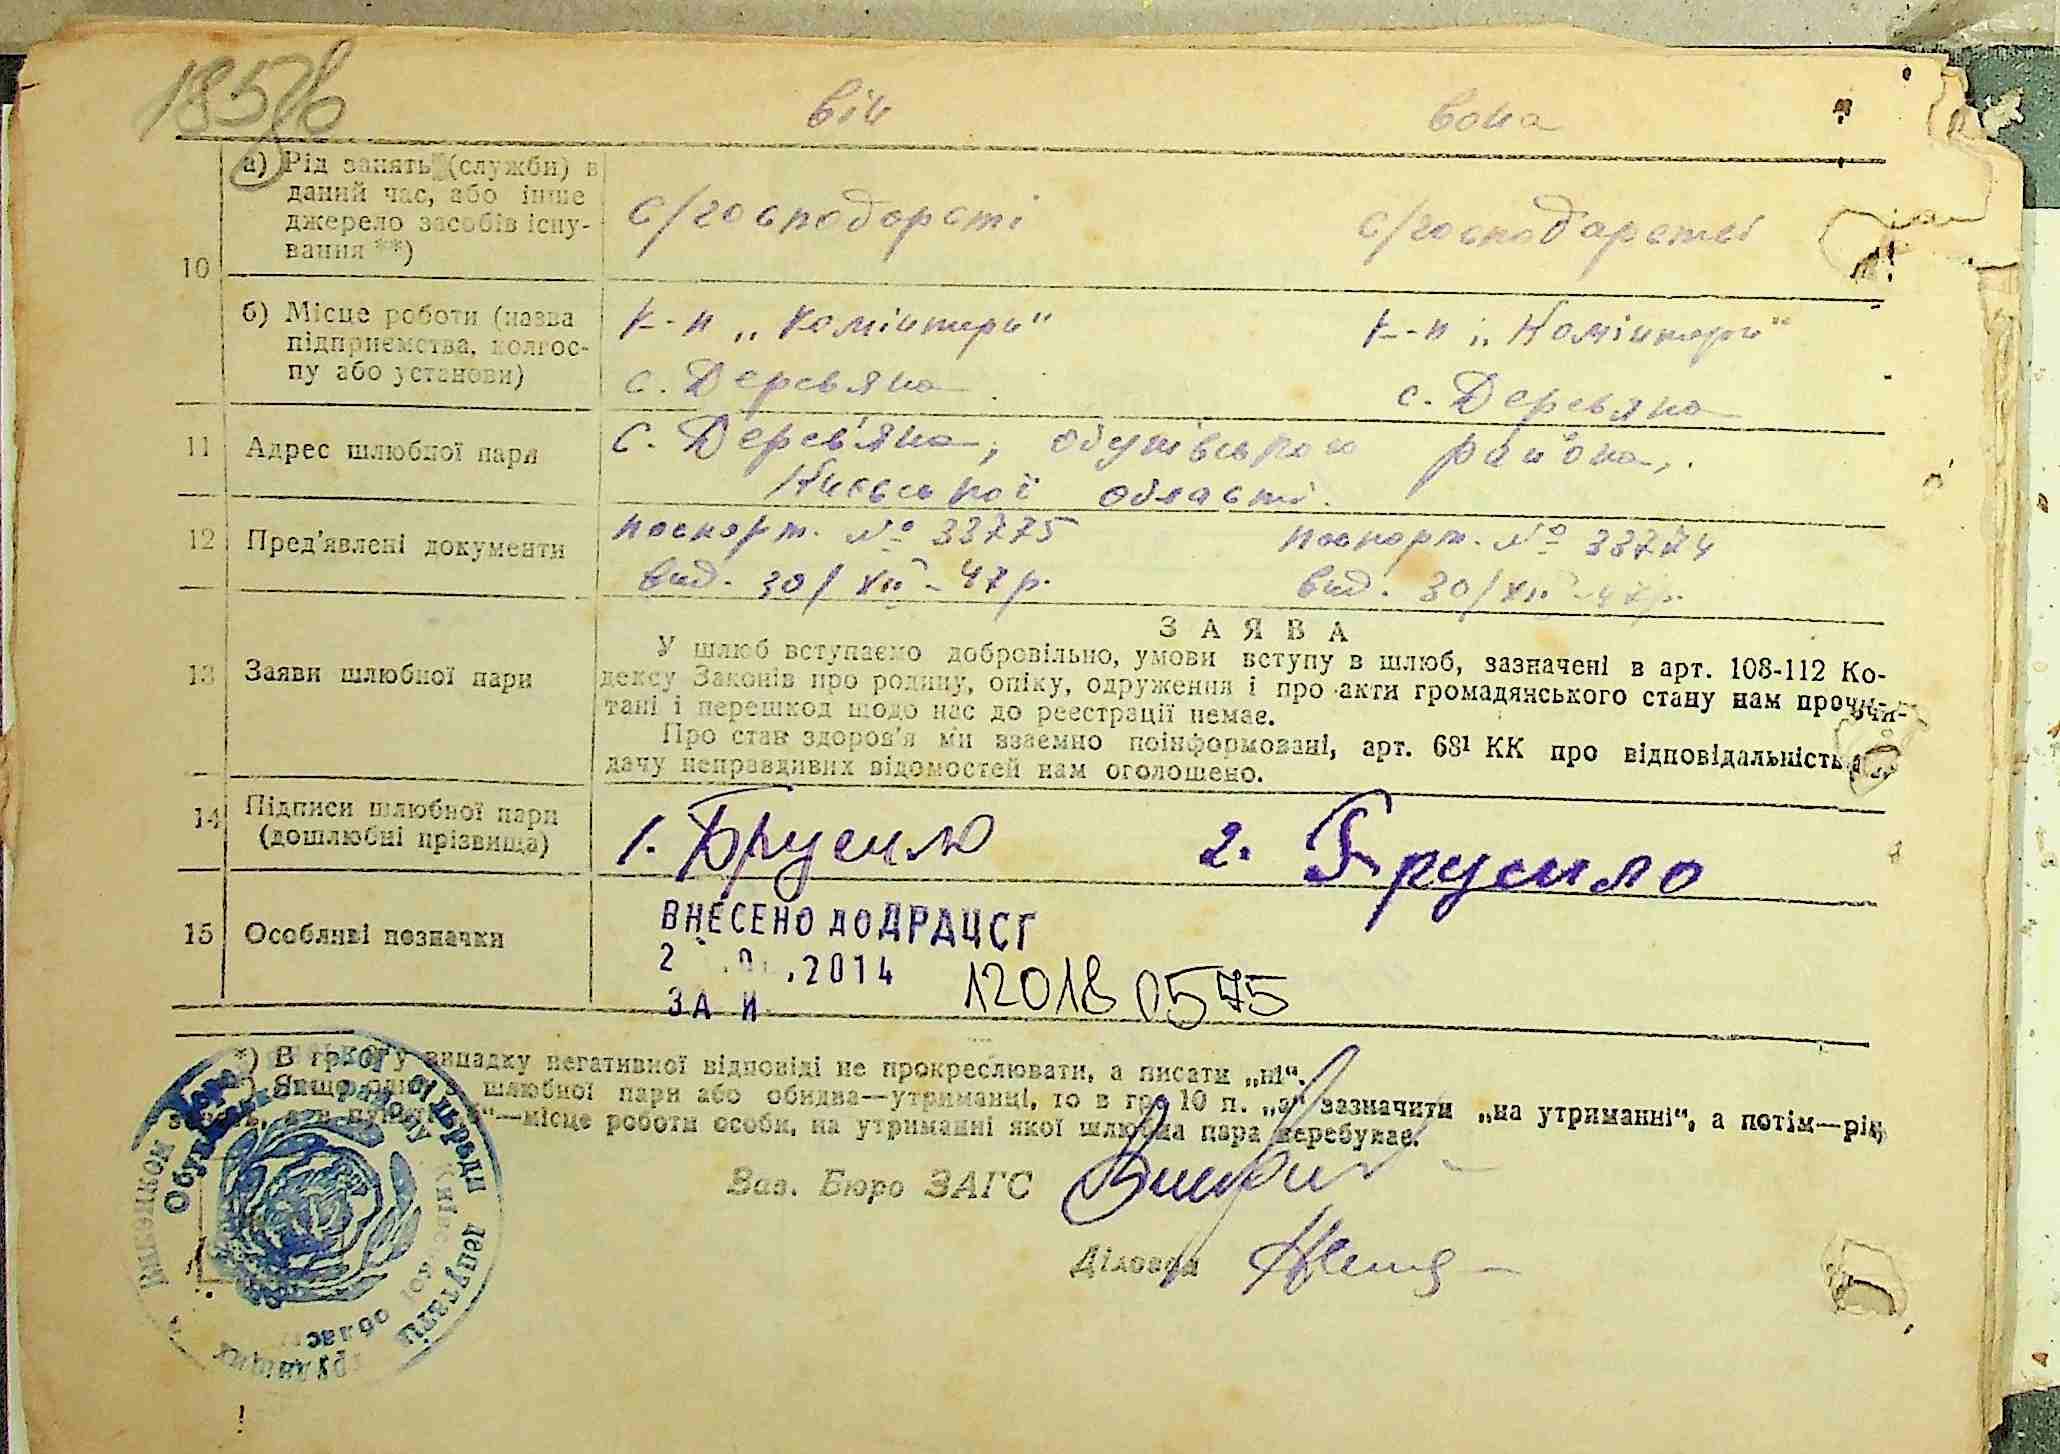 він вона
10
а) Рід занять (служби) в с/господорсті с/господарстві
даний час, або інше
джерело засобів існу-
вання **)
б) Місце роботи (назва к-п „Комінтерн“ к-п „Комінтерн“
підприємства, колгос- с. Деревяна с. Деревяна
пу або установи)
11 Адрес шлюбної пари с. Дерев'яна, обухівського району,
Київської області.
12 Пред'явлені документи паспорт. № 33775 паспорт. № 33774
вид. 30/XII-47р. вид. 30/XII-47р.
13 Заяви шлюбної пари
ЗАЯВА
У шлюб вступаємо добровільно, умови вступу в шлюб, зазначені в арт. 108-112 Ко-
дексу Законів про родину, опіку, одруження і про акти громадянського стану нам прочи-
тані і перешкод щодо нас до реєстрації немає.
Про стан здоров'я ми взаємно поінформовані, арт. 68¹ КК про відповідальність
дачу неправдивих відомостей нам оголошено.
14 Підписи шлюбної пари 1. Брусило 2. Брусило
(дошлюбні прізвища)
15 Особливі позначки
ВНЕСЕНО ДО ДРАЦСГ
2 .2014
ЗА И 12018 0575
*) В випадку негативної відповіді не прокреслювати, а писати „ні“.
Якщо шлюбної пари або обидва—утриманці, то в гр. 10 п. „а“ зазначити „на утриманні“, а потім—рід
—місце роботи особи, на утриманні якої шлюбна пара перебуває.
Зав. Бюро ЗАГС
Діловод